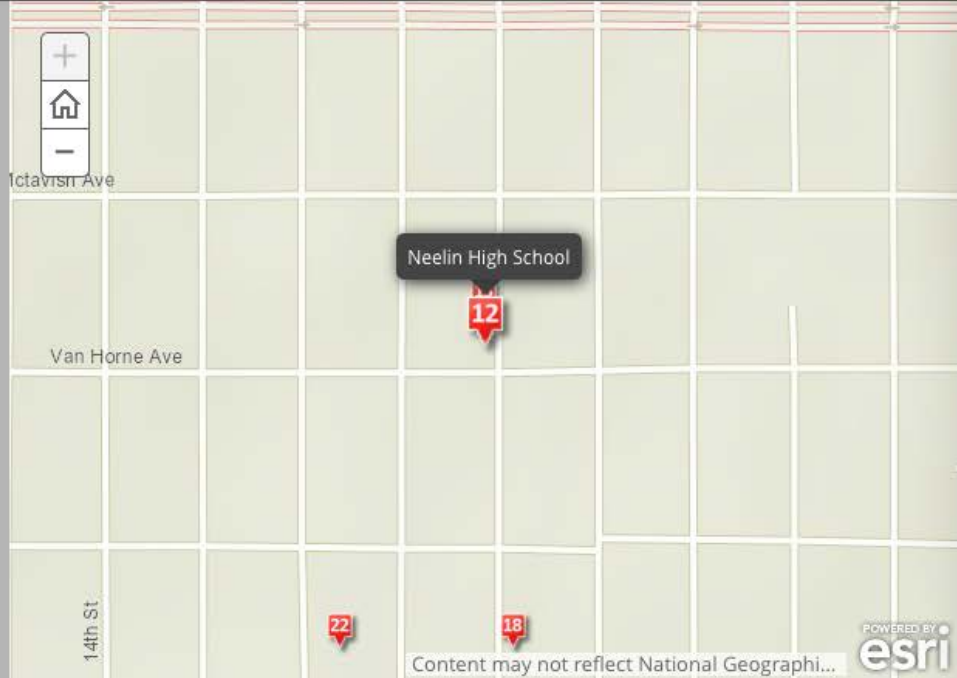 +
−
Mctavish Ave
Neelin High School
12
Van Horne Ave
14th St
22
18
POWERED BY
esri
Content may not reflect National Geographi...